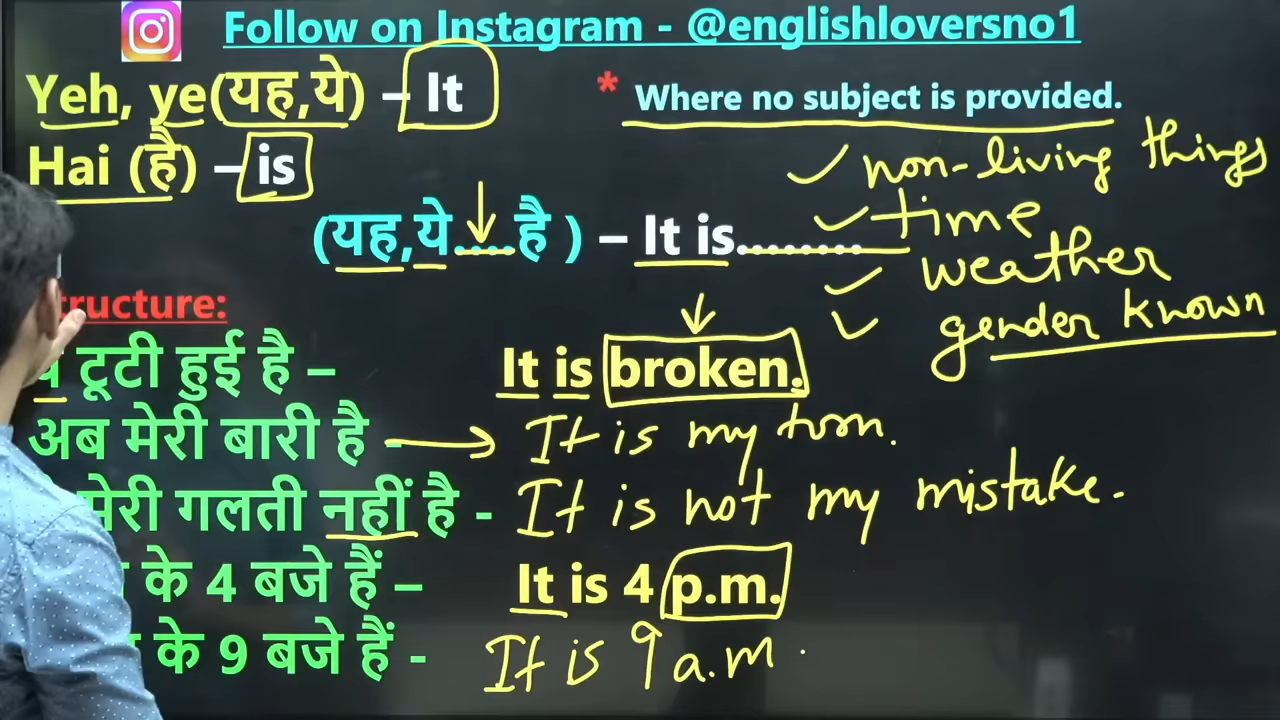 Follow on Instagram - @englishloversno1
Yeh, ye(यह,ये) – It
* Where no subject is provided.
Hai (है) – is
✓ non-living things
✓ time
(यह,ये.....है ) – It is.........
✓ weather
✓ gender known
tructure:
टूटी हुई है – It is broken.
अब मेरी बारी है - → It is my turn.
मेरी गलती नहीं है - It is not my mistake.
के 4 बजे हैं – It is 4 p.m.
के 9 बजे हैं - It is 9 a.m.